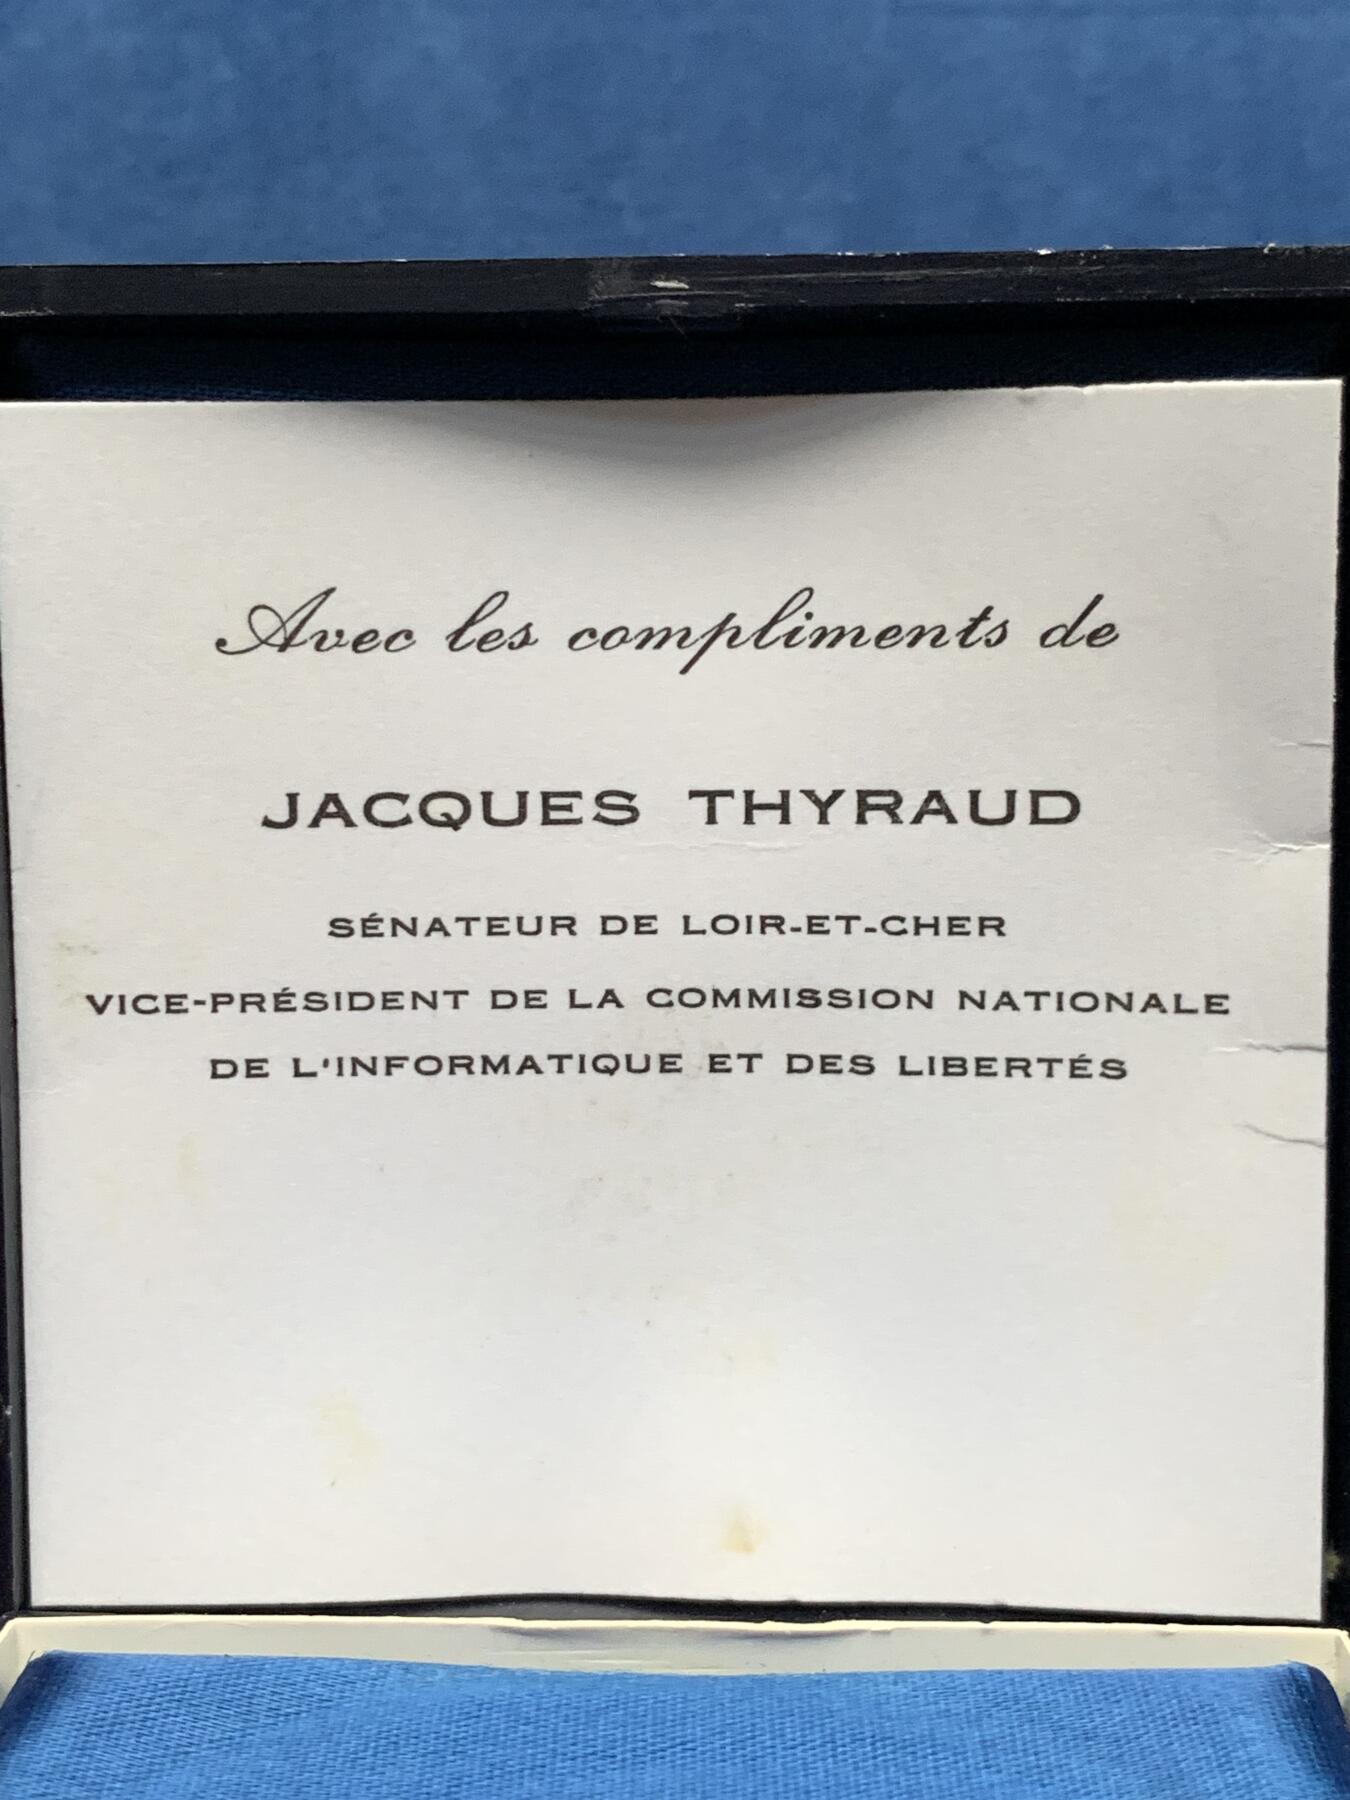 Avec les compliments de
JACQUES THYRAUD
SÉNATEUR DE LOIR-ET-CHER
VICE-PRÉSIDENT DE LA COMMISSION NATIONALE
DE L'INFORMATIQUE ET DES LIBERTÉS